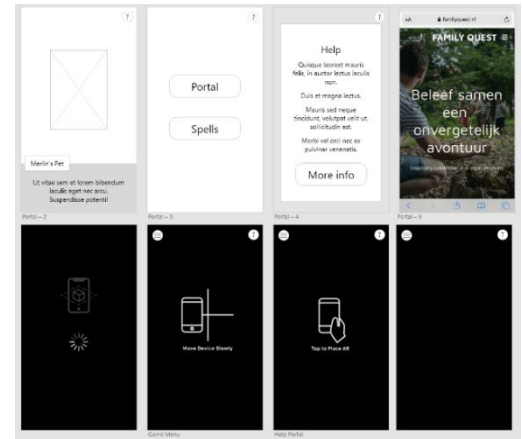 ?
Merlin's Pet
Ut vitae sem et lorem bibendum
iaculis eget nec arcu.
Suspendisse potenti!
Portal – 2
Portal
Spells
Portal – 3
?
Help
Quisque laoreet mauris
felis, in auctor lectus iaculis
non.
Duis et magna lectus.
Mauris sed neque
tincidunt, volutpat velit ut,
sollicitudin est.
Morbi vel orci nec ex
pulvinar venenatis.
More info
Portal – 4
AA familyquest.nl
FAMILY QUEST
Beleef samen
een
onvergetelijk
avontuur
Portal – 5
Move Device Slowly
Game Menu
?
Tap to Place AR
Help Portal
?